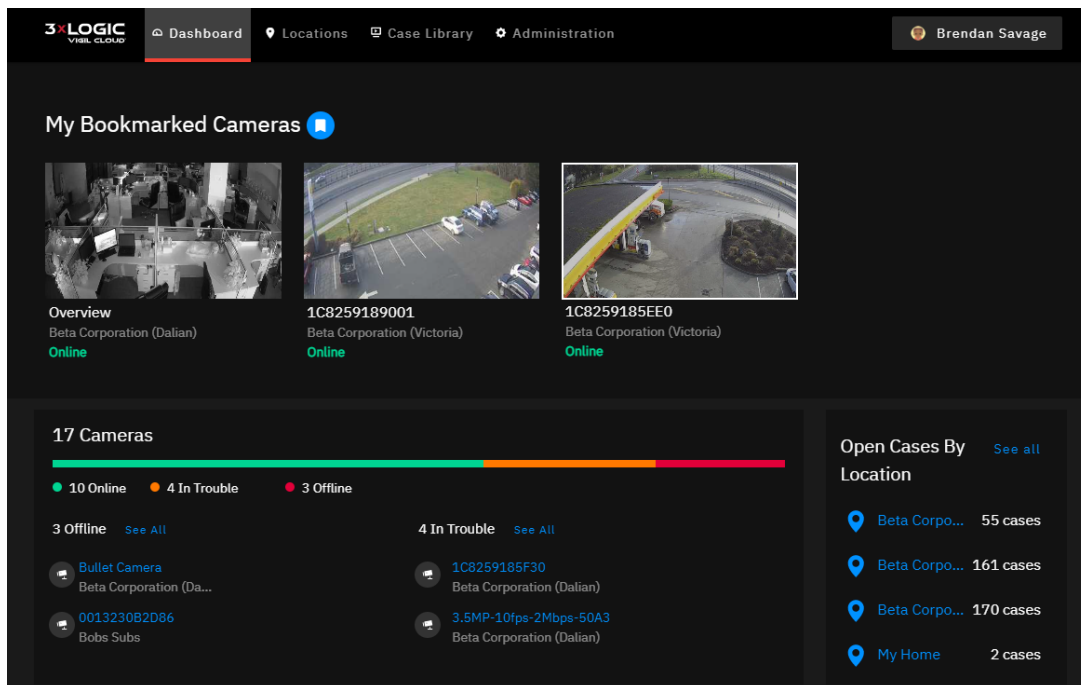 3×LOGIC
VIGIL CLOUD
Dashboard
Locations
Case Library
Administration
Brendan Savage
My Bookmarked Cameras
Overview
Beta Corporation (Dalian)
Online
1C8259189001
Beta Corporation (Victoria)
Online
1C8259185EE0
Beta Corporation (Victoria)
Online
17 Cameras
10 Online
4 In Trouble
3 Offline
3 Offline See All
Bullet Camera
Beta Corporation (Da...
0013230B2D86
Bobs Subs
4 In Trouble See All
1C8259185F30
Beta Corporation (Dalian)
3.5MP-10fps-2Mbps-50A3
Beta Corporation (Dalian)
Open Cases By
Location
See all
Beta Corpo... 55 cases
Beta Corpo... 161 cases
Beta Corpo... 170 cases
My Home 2 cases